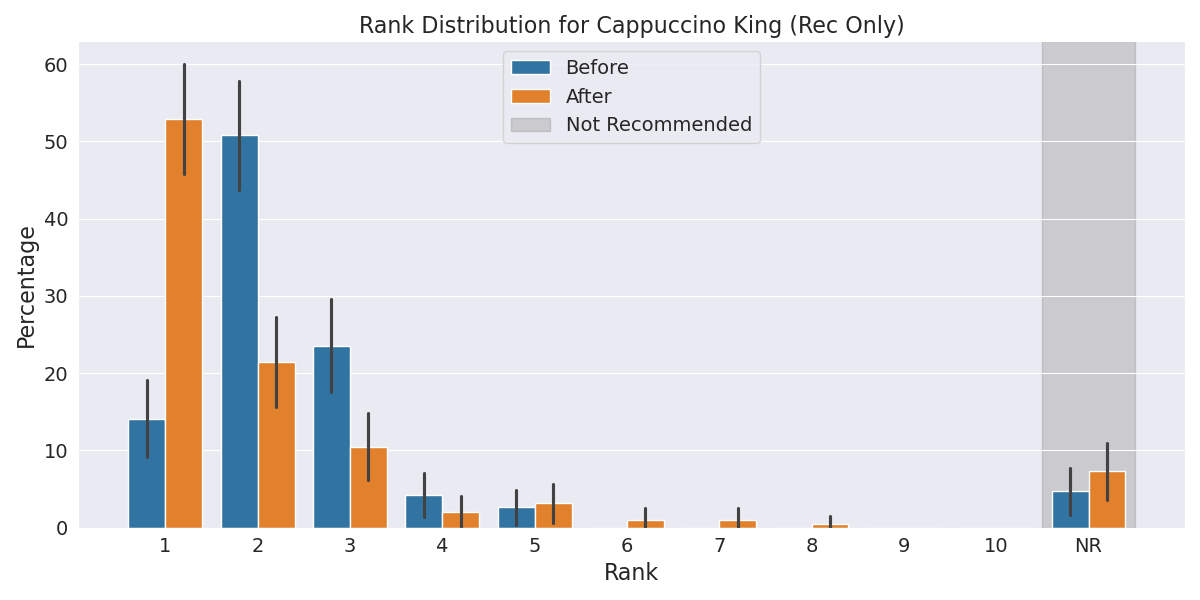 Rank Distribution for Cappuccino King (Rec Only)
Before
After
Not Recommended
Percentage
60
50
40
30
20
10
0
1 2 3 4 5 6 7 8 9 10 NR
Rank